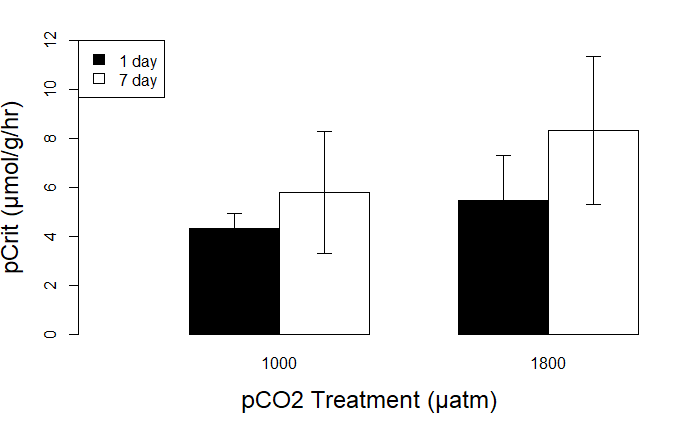 12
10
8
6
4
2
0
pCrit (µmol/g/hr)
1 day
7 day
1000
1800
pCO2 Treatment (µatm)